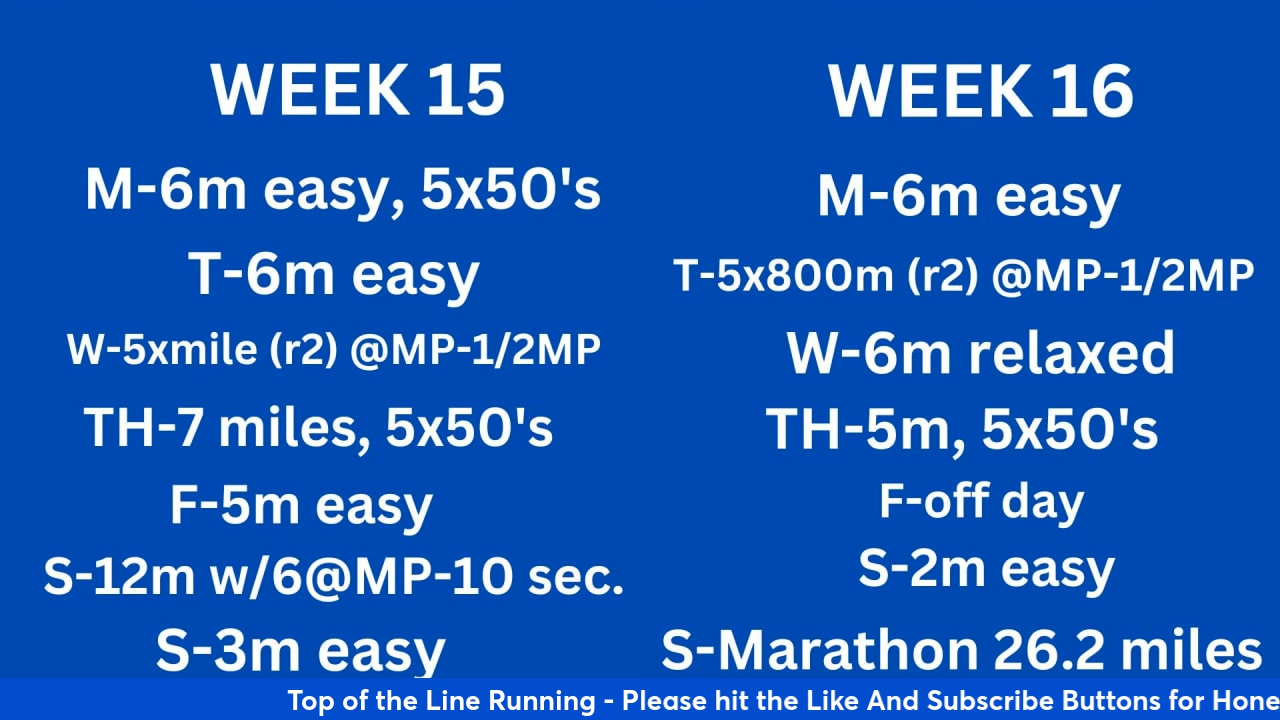 WEEK 15
M-6m easy, 5x50's
T-6m easy
W-5xmile (r2) @MP-1/2MP
TH-7 miles, 5x50's
F-5m easy
S-12m w/6@MP-10 sec.
S-3m easy
WEEK 16
M-6m easy
T-5x800m (r2) @MP-1/2MP
W-6m relaxed
TH-5m, 5x50's
F-off day
S-2m easy
S-Marathon 26.2 miles
Top of the Line Running - Please hit the Like And Subscribe Buttons for Hone